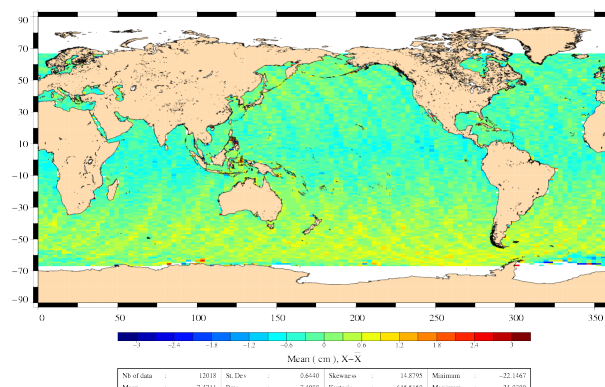 90
70
50
30
10
−10
−30
−50
−70
−90
0 50 100 150 200 250 300 350
−3 −2.4 −1.8 −1.2 −0.6 0 0.6 1.2 1.8 2.4 3
Mean ( cm ), X−X̄
Nb of data : 12018 St. Dev : 0.6440 Skewness : 14.8795 Minimum : −22.1467